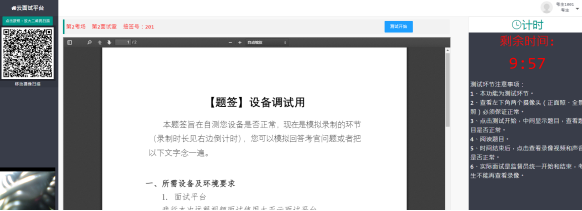 云面试平台
移动摄像扫描
第2考场 第2面试室 抽签号：201
测试开始
【题签】设备调试用
本题签旨在自测您设备是否正常，现在是模拟录制的环节
（录制时长见右边倒计时），您可以模拟回答考官问题或者把
以下文字念一遍。
一、所需设备及环境要求
1. 面试平台
计时
剩余时间：
9:57
测试环节注意事项：
1、本功能为测试环节。
2、查看左下角两个摄像头（正面照、全景
照）必须保证正常。
3、点击测试开始，中间显示题目，查看题
目是否正常。
4、阅读题目。
5、时间结束后，点击查看录像视频和声音
是否正常。
6、实际面试是监督员统一开始和结束，考
生不能再查看录像。